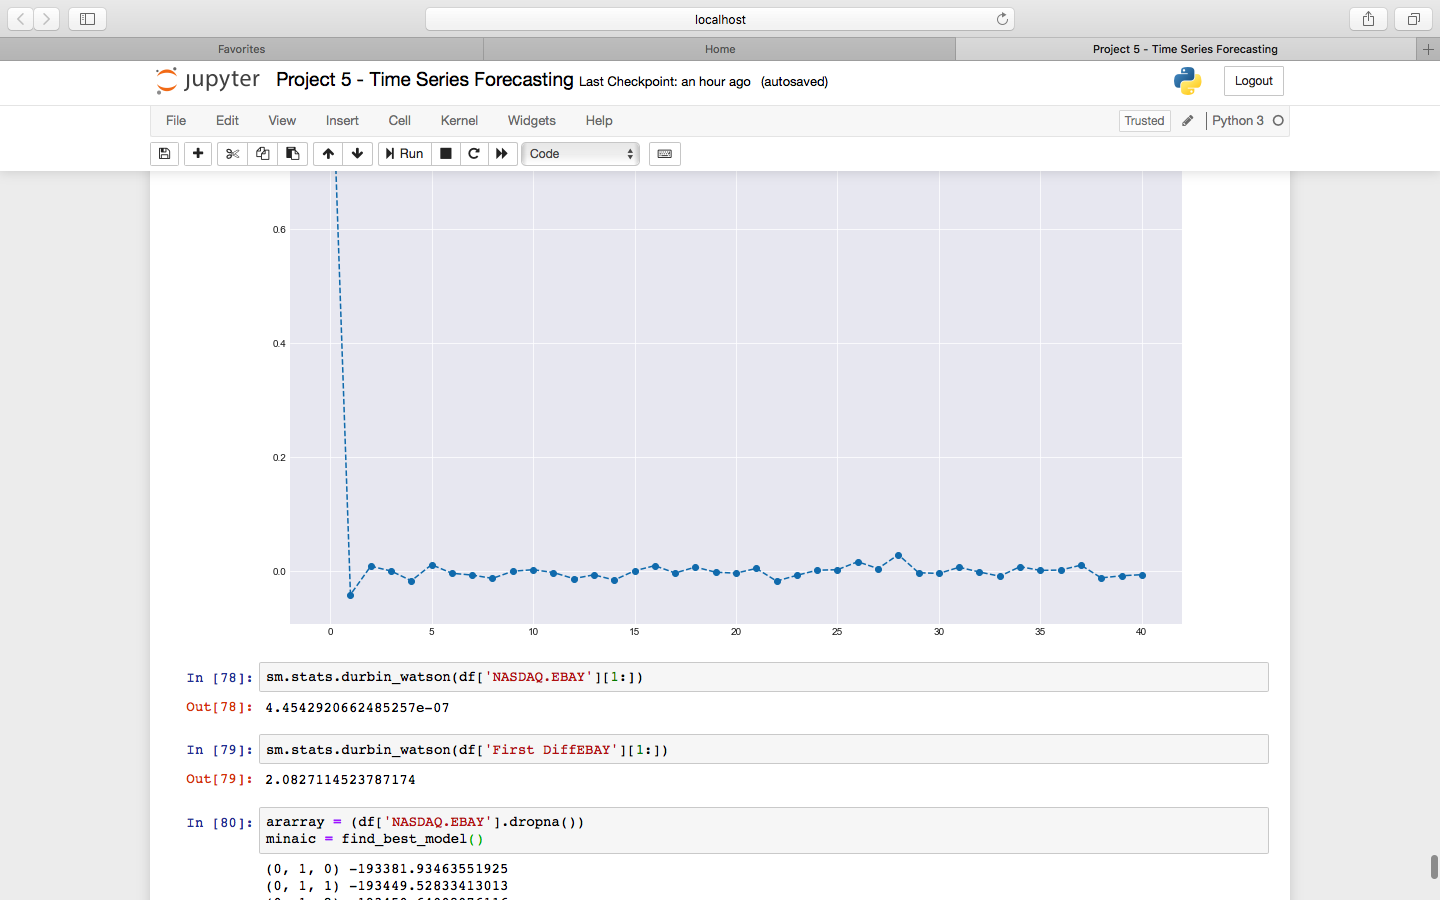 localhost
Favorites
Home
Project 5 - Time Series Forecasting
jupyter Project 5 - Time Series Forecasting Last Checkpoint: an hour ago (autosaved)
Logout
File Edit View Insert Cell Kernel Widgets Help
Trusted Python 3
Run Code
0.6
0.4
0.2
0.0
0 5 10 15 20 25 30 35 40
In [78]: sm.stats.durbin_watson(df['NASDAQ.EBAY'][1:])
Out[78]: 4.4542920662485257e-07
In [79]: sm.stats.durbin_watson(df['First DiffEBAY'][1:])
Out[79]: 2.0827114523787174
In [80]: ararray = (df['NASDAQ.EBAY'].dropna())
minaic = find_best_model()
(0, 1, 0) -193381.93463551925
(0, 1, 1) -193449.52833413013